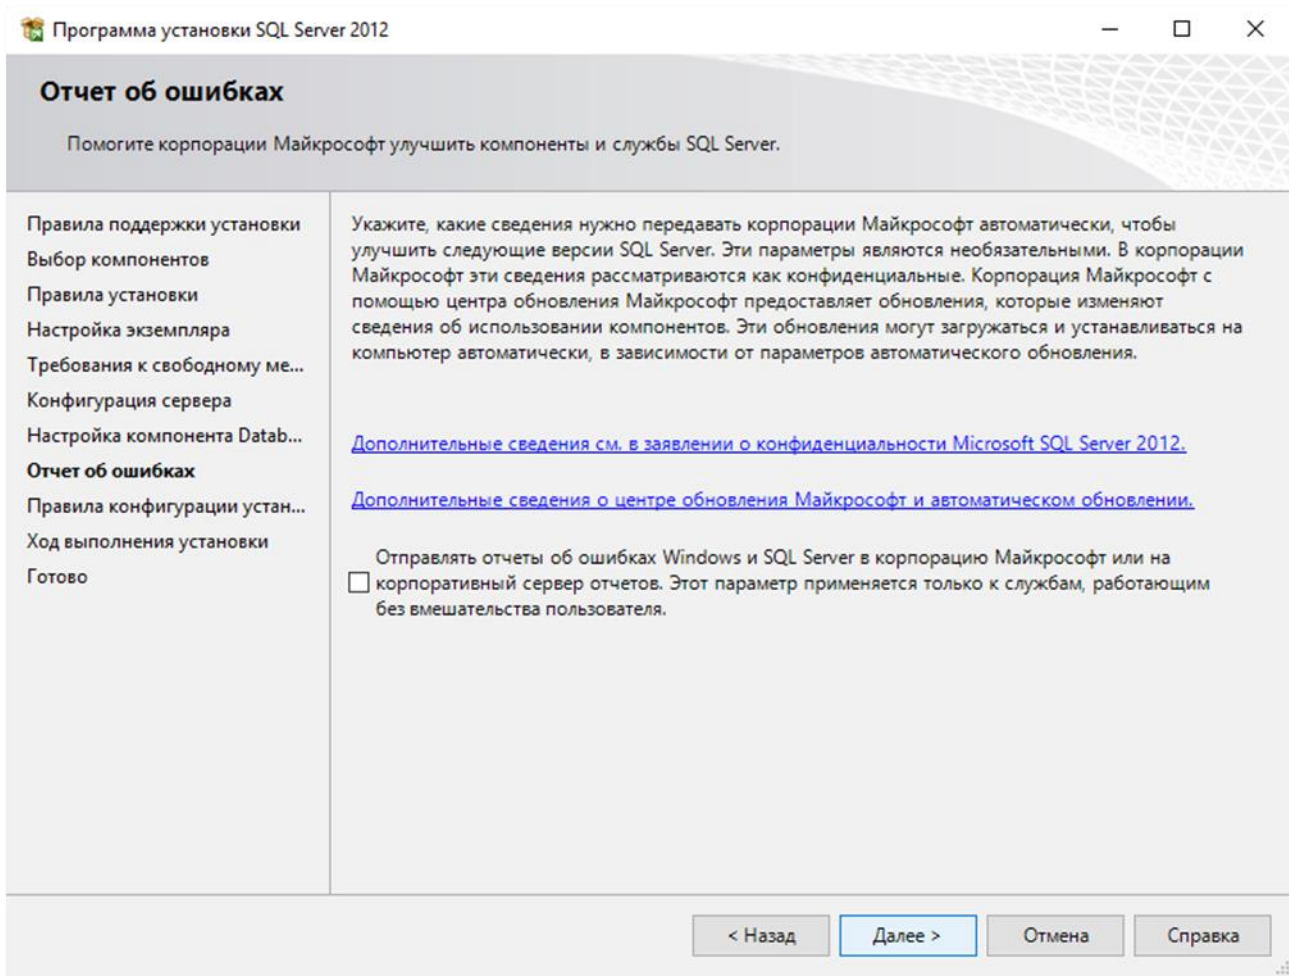 Программа установки SQL Server 2012
Отчет об ошибках
Помогите корпорации Майкрософт улучшить компоненты и службы SQL Server.
Правила поддержки установки
Выбор компонентов
Правила установки
Настройка экземпляра
Требования к свободному ме...
Конфигурация сервера
Настройка компонента Datab...
Отчет об ошибках
Правила конфигурации устан...
Ход выполнения установки
Готово
Укажите, какие сведения нужно передавать корпорации Майкрософт автоматически, чтобы
улучшить следующие версии SQL Server. Эти параметры являются необязательными. В корпорации
Майкрософт эти сведения рассматриваются как конфиденциальные. Корпорация Майкрософт с
помощью центра обновления Майкрософт предоставляет обновления, которые изменяют
сведения об использовании компонентов. Эти обновления могут загружаться и устанавливаться на
компьютер автоматически, в зависимости от параметров автоматического обновления.
Дополнительные сведения см. в заявлении о конфиденциальности Microsoft SQL Server 2012.
Дополнительные сведения о центре обновления Майкрософт и автоматическом обновлении.
Отправлять отчеты об ошибках Windows и SQL Server в корпорацию Майкрософт или на
корпоративный сервер отчетов. Этот параметр применяется только к службам, работающим
без вмешательства пользователя.
< Назад
Далее >
Отмена
Справка